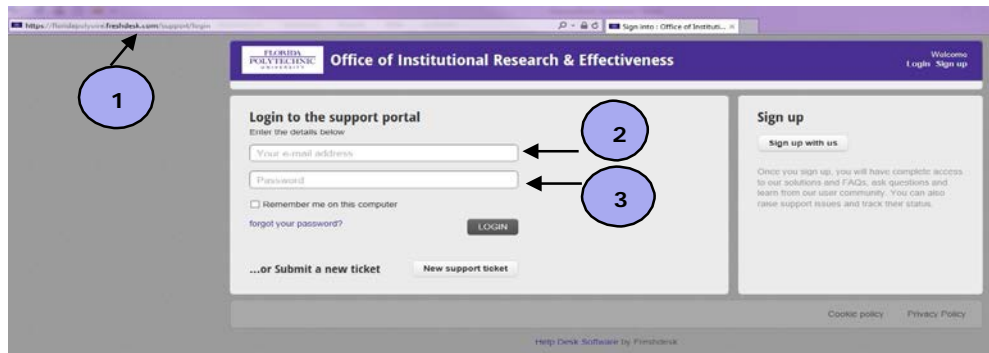 https://floridapolyire.freshdesk.com/support/login
Sign into : Office of Instituti... ×
FLORIDA
POLYTECHNIC
UNIVERSITY
Office of Institutional Research & Effectiveness
Welcome
Login Sign up
1
Login to the support portal
Enter the details below
Your e-mail address
2
Password
3
Remember me on this computer
forgot your password?
LOGIN
...or Submit a new ticket
New support ticket
Sign up
Sign up with us
Once you sign up, you will have complete access
to our solutions and FAQs, ask questions and
learn from our user community. You can also
raise support issues and track their status.
Cookie policy Privacy Policy
Help Desk Software by Freshdesk